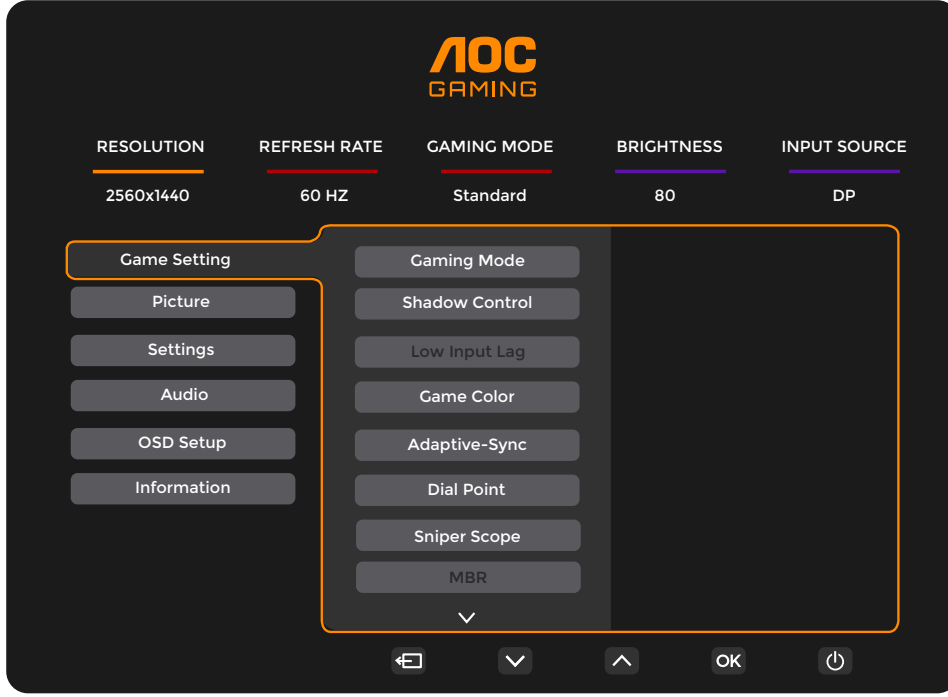 AOC
GAMING
RESOLUTION REFRESH RATE GAMING MODE BRIGHTNESS INPUT SOURCE
2560x1440 60 HZ Standard 80 DP
Game Setting
Picture
Settings
Audio
OSD Setup
Information
Gaming Mode
Shadow Control
Low Input Lag
Game Color
Adaptive-Sync
Dial Point
Sniper Scope
MBR
OK